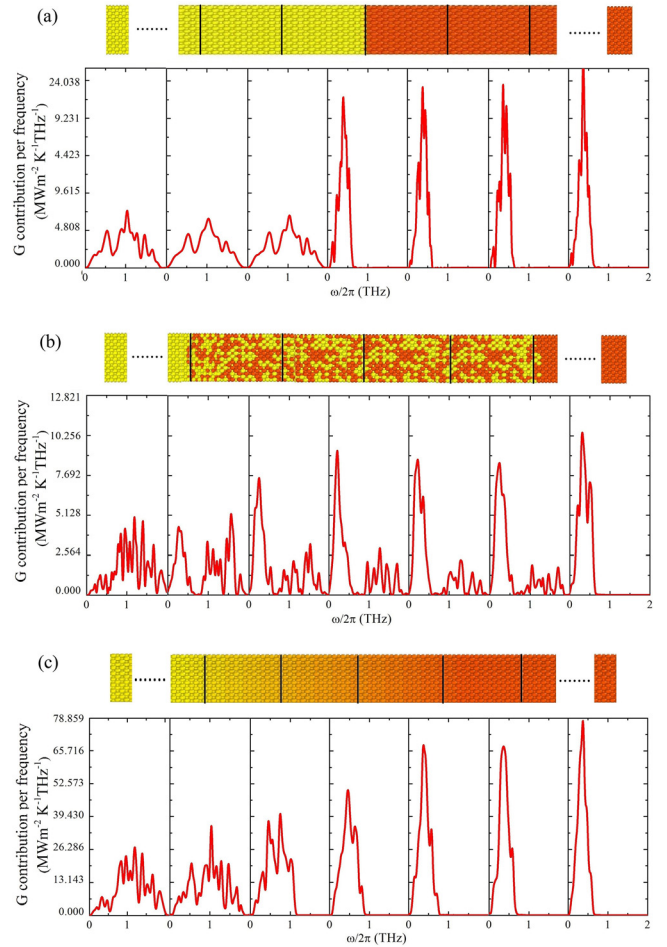 (a)
24.038
9.231
4.423
9.615
4.808
0.000
G contribution per frequency
(MWm⁻² K⁻¹THz⁻¹)
0 1 0 1 0 1 0 1 0 1 0 1 0 1 2
ω/2π (THz)
(b)
12.821
10.256
7.692
5.128
2.564
0.000
G contribution per frequency
(MWm⁻² K⁻¹THz⁻¹)
0 1 0 1 0 1 0 1 0 1 0 1 0 1 2
ω/2π (THz)
(c)
78.859
65.716
52.573
39.430
26.286
13.143
0.000
G contribution per frequency
(MWm⁻² K⁻¹THz⁻¹)
0 1 0 1 0 1 0 1 0 1 0 1 0 1 2
ω/2π (THz)